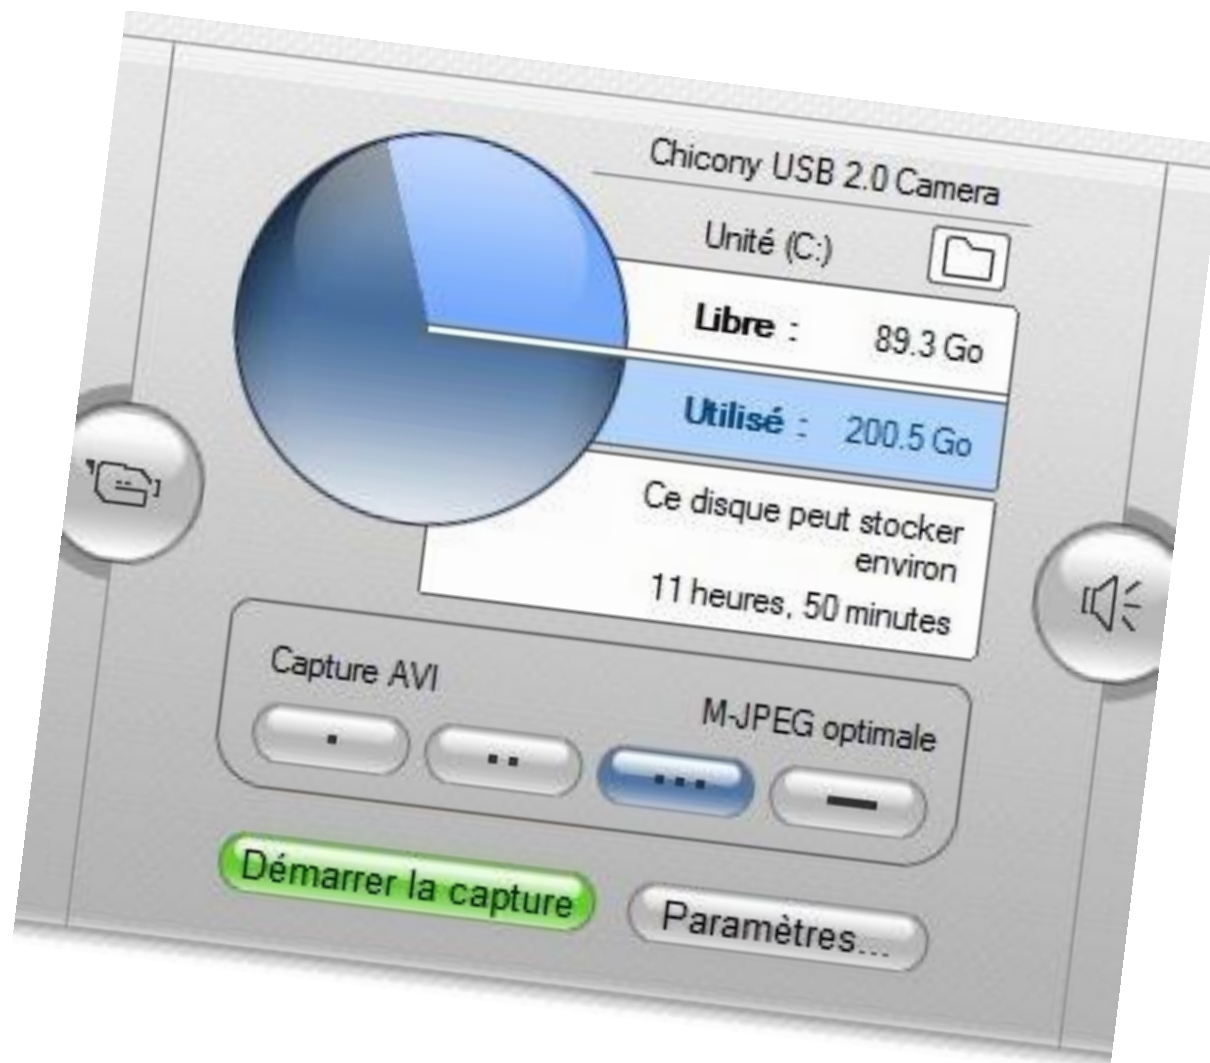 Chicony USB 2.0 Camera
Unité (C:)
Libre : 89.3 Go
Utilisé : 200.5 Go
Ce disque peut stocker
environ
11 heures, 50 minutes
Capture AVI
M-JPEG optimale
Démarrer la capture
Paramètres...